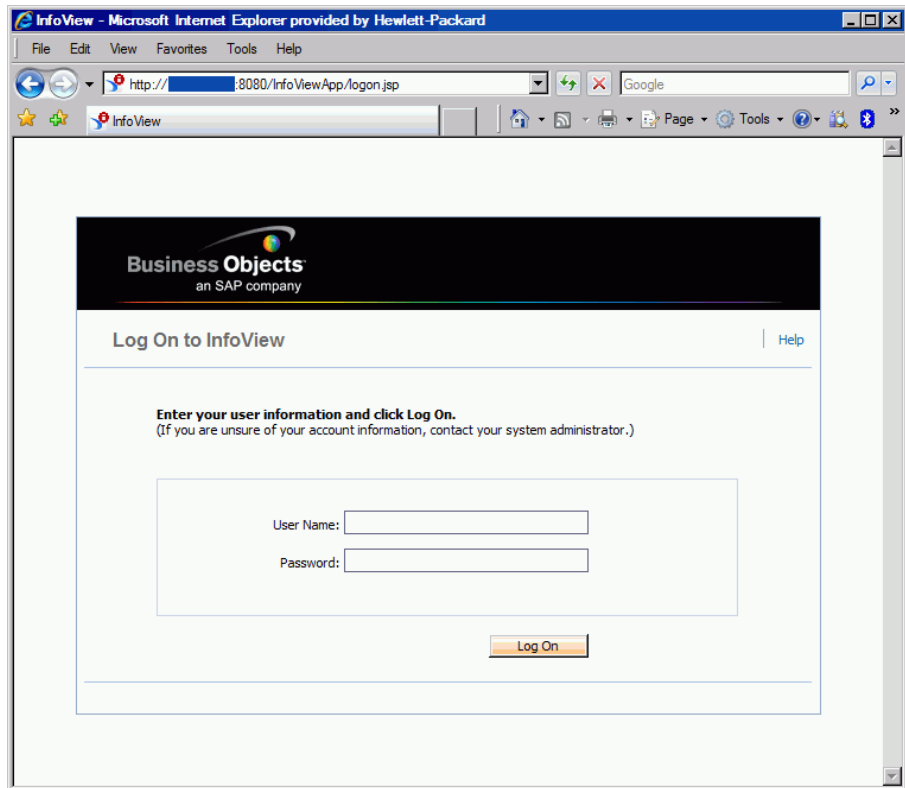 InfoView - Microsoft Internet Explorer provided by Hewlett-Packard
File Edit View Favorites Tools Help
http:// :8080/InfoViewApp/logon.jsp Google
InfoView Page Tools »
Business Objects
an SAP company
Log On to InfoView Help
Enter your user information and click Log On.
(If you are unsure of your account information, contact your system administrator.)
User Name:
Password:
Log On